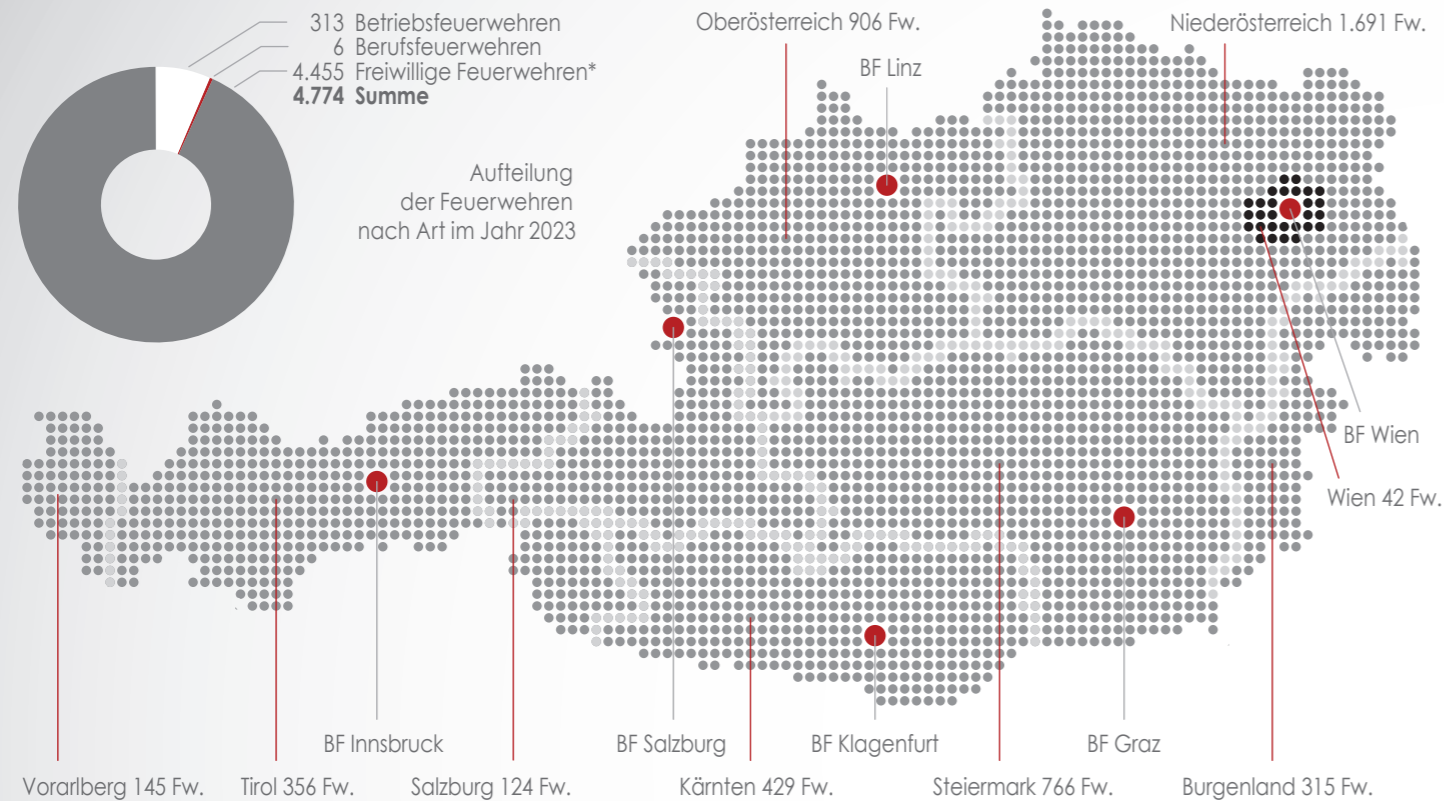 313 Betriebsfeuerwehren
6 Berufsfeuerwehren
4.455 Freiwillige Feuerwehren*
4.774 Summe
Aufteilung
der Feuerwehren
nach Art im Jahr 2023
Oberösterreich 906 Fw.
Niederösterreich 1.691 Fw.
BF Linz
BF Wien
Wien 42 Fw.
BF Innsbruck
BF Salzburg
BF Klagenfurt
BF Graz
Vorarlberg 145 Fw.
Tirol 356 Fw.
Salzburg 124 Fw.
Kärnten 429 Fw.
Steiermark 766 Fw.
Burgenland 315 Fw.